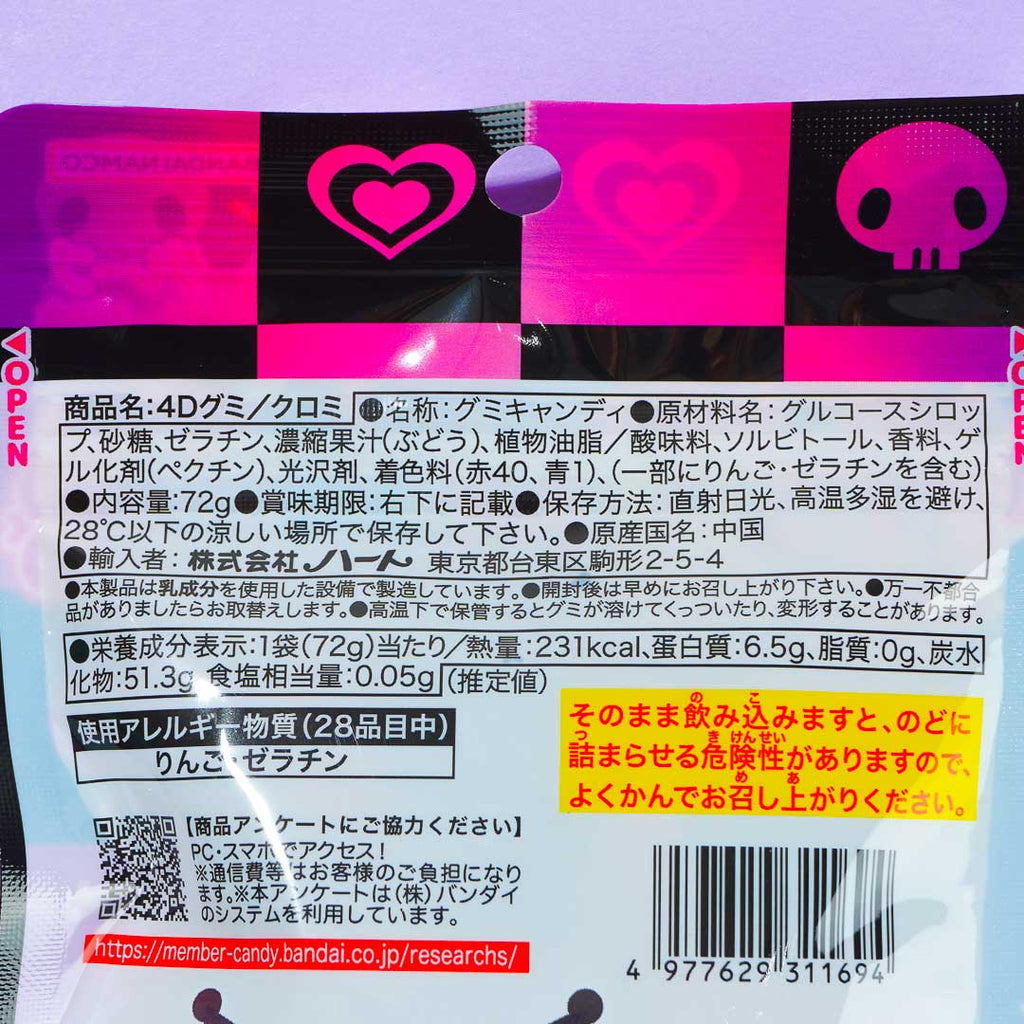 BANDAI NAMCO
OPEN
OPEN
商品名:4Dグミ/クロミ ●名称:グミキャンディ●原材料名:グルコースシロッ
プ、砂糖、ゼラチン、濃縮果汁(ぶどう)、植物油脂/酸味料、ソルビトール、香料、ゲ
ル化剤(ペクチン)、光沢剤、着色料(赤40、青1)、(一部にりんご・ゼラチンを含む)
●内容量:72g●賞味期限:右下に記載●保存方法:直射日光、高温多湿を避け、
28℃以下の涼しい場所で保存して下さい。●原産国名:中国
●輸入者:株式会社ハート 東京都台東区駒形2-5-4
●本製品は乳成分を使用した設備で製造しています。●開封後は早めにお召し上がり下さい。●万一不都合
品がありましたらお取替えします。●高温下で保管するとグミが溶けてくっついたり、変形することがあります。
●栄養成分表示:1袋(72g)当たり/熱量:231kcal、蛋白質:6.5g、脂質:0g、炭水
化物:51.3g 食塩相当量:0.05g (推定値)
使用アレルギー物質(28品目中)
りんご・ゼラチン
そのまま飲み込みますと、のどに
詰まらせる危険性がありますので、
よくかんでお召し上がりください。
【商品アンケートにご協力ください】
PC・スマホでアクセス!
※通信費等はお客様のご負担になり
ます。※本アンケートは(株)バンダイ
のシステムを利用しています。
https://member-candy.bandai.co.jp/researchs/
4 977629 311694